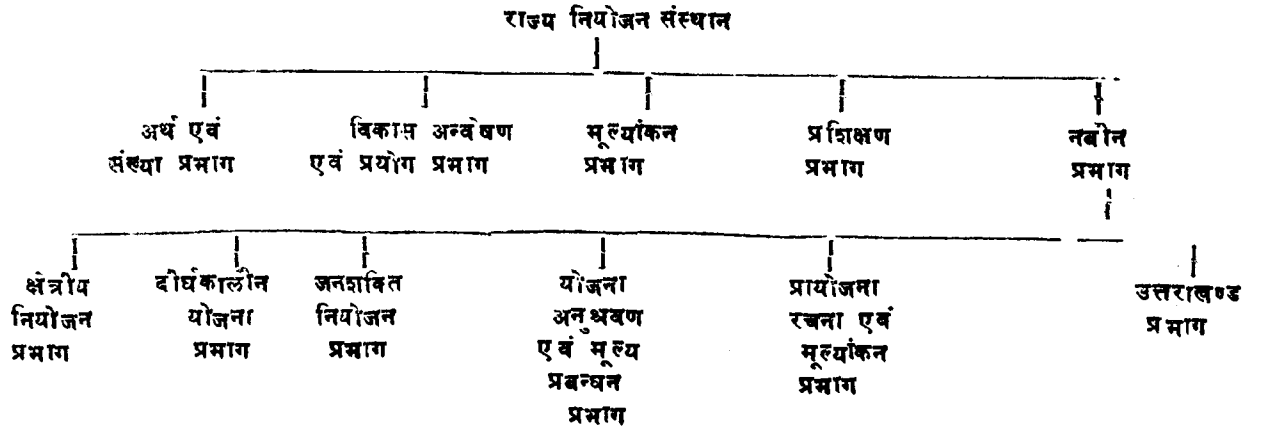 राज्य नियोजन संस्थान
अर्थ एवं
संख्या प्रभाग
विकास अन्वेषण
एवं प्रयोग प्रभाग
मूल्यांकन
प्रभाग
प्रशिक्षण
प्रभाग
नवीन
प्रभाग
क्षेत्रीय
नियोजन
प्रभाग
दीर्घकालीन
योजना
प्रभाग
जनशक्ति
नियोजन
प्रभाग
योजना
अनुश्रवण
एवं मूल्य
प्रबन्धन
प्रभाग
प्रायोजना
रचना एवं
मूल्यांकन
प्रभाग
उत्तराखण्ड
प्रभाग